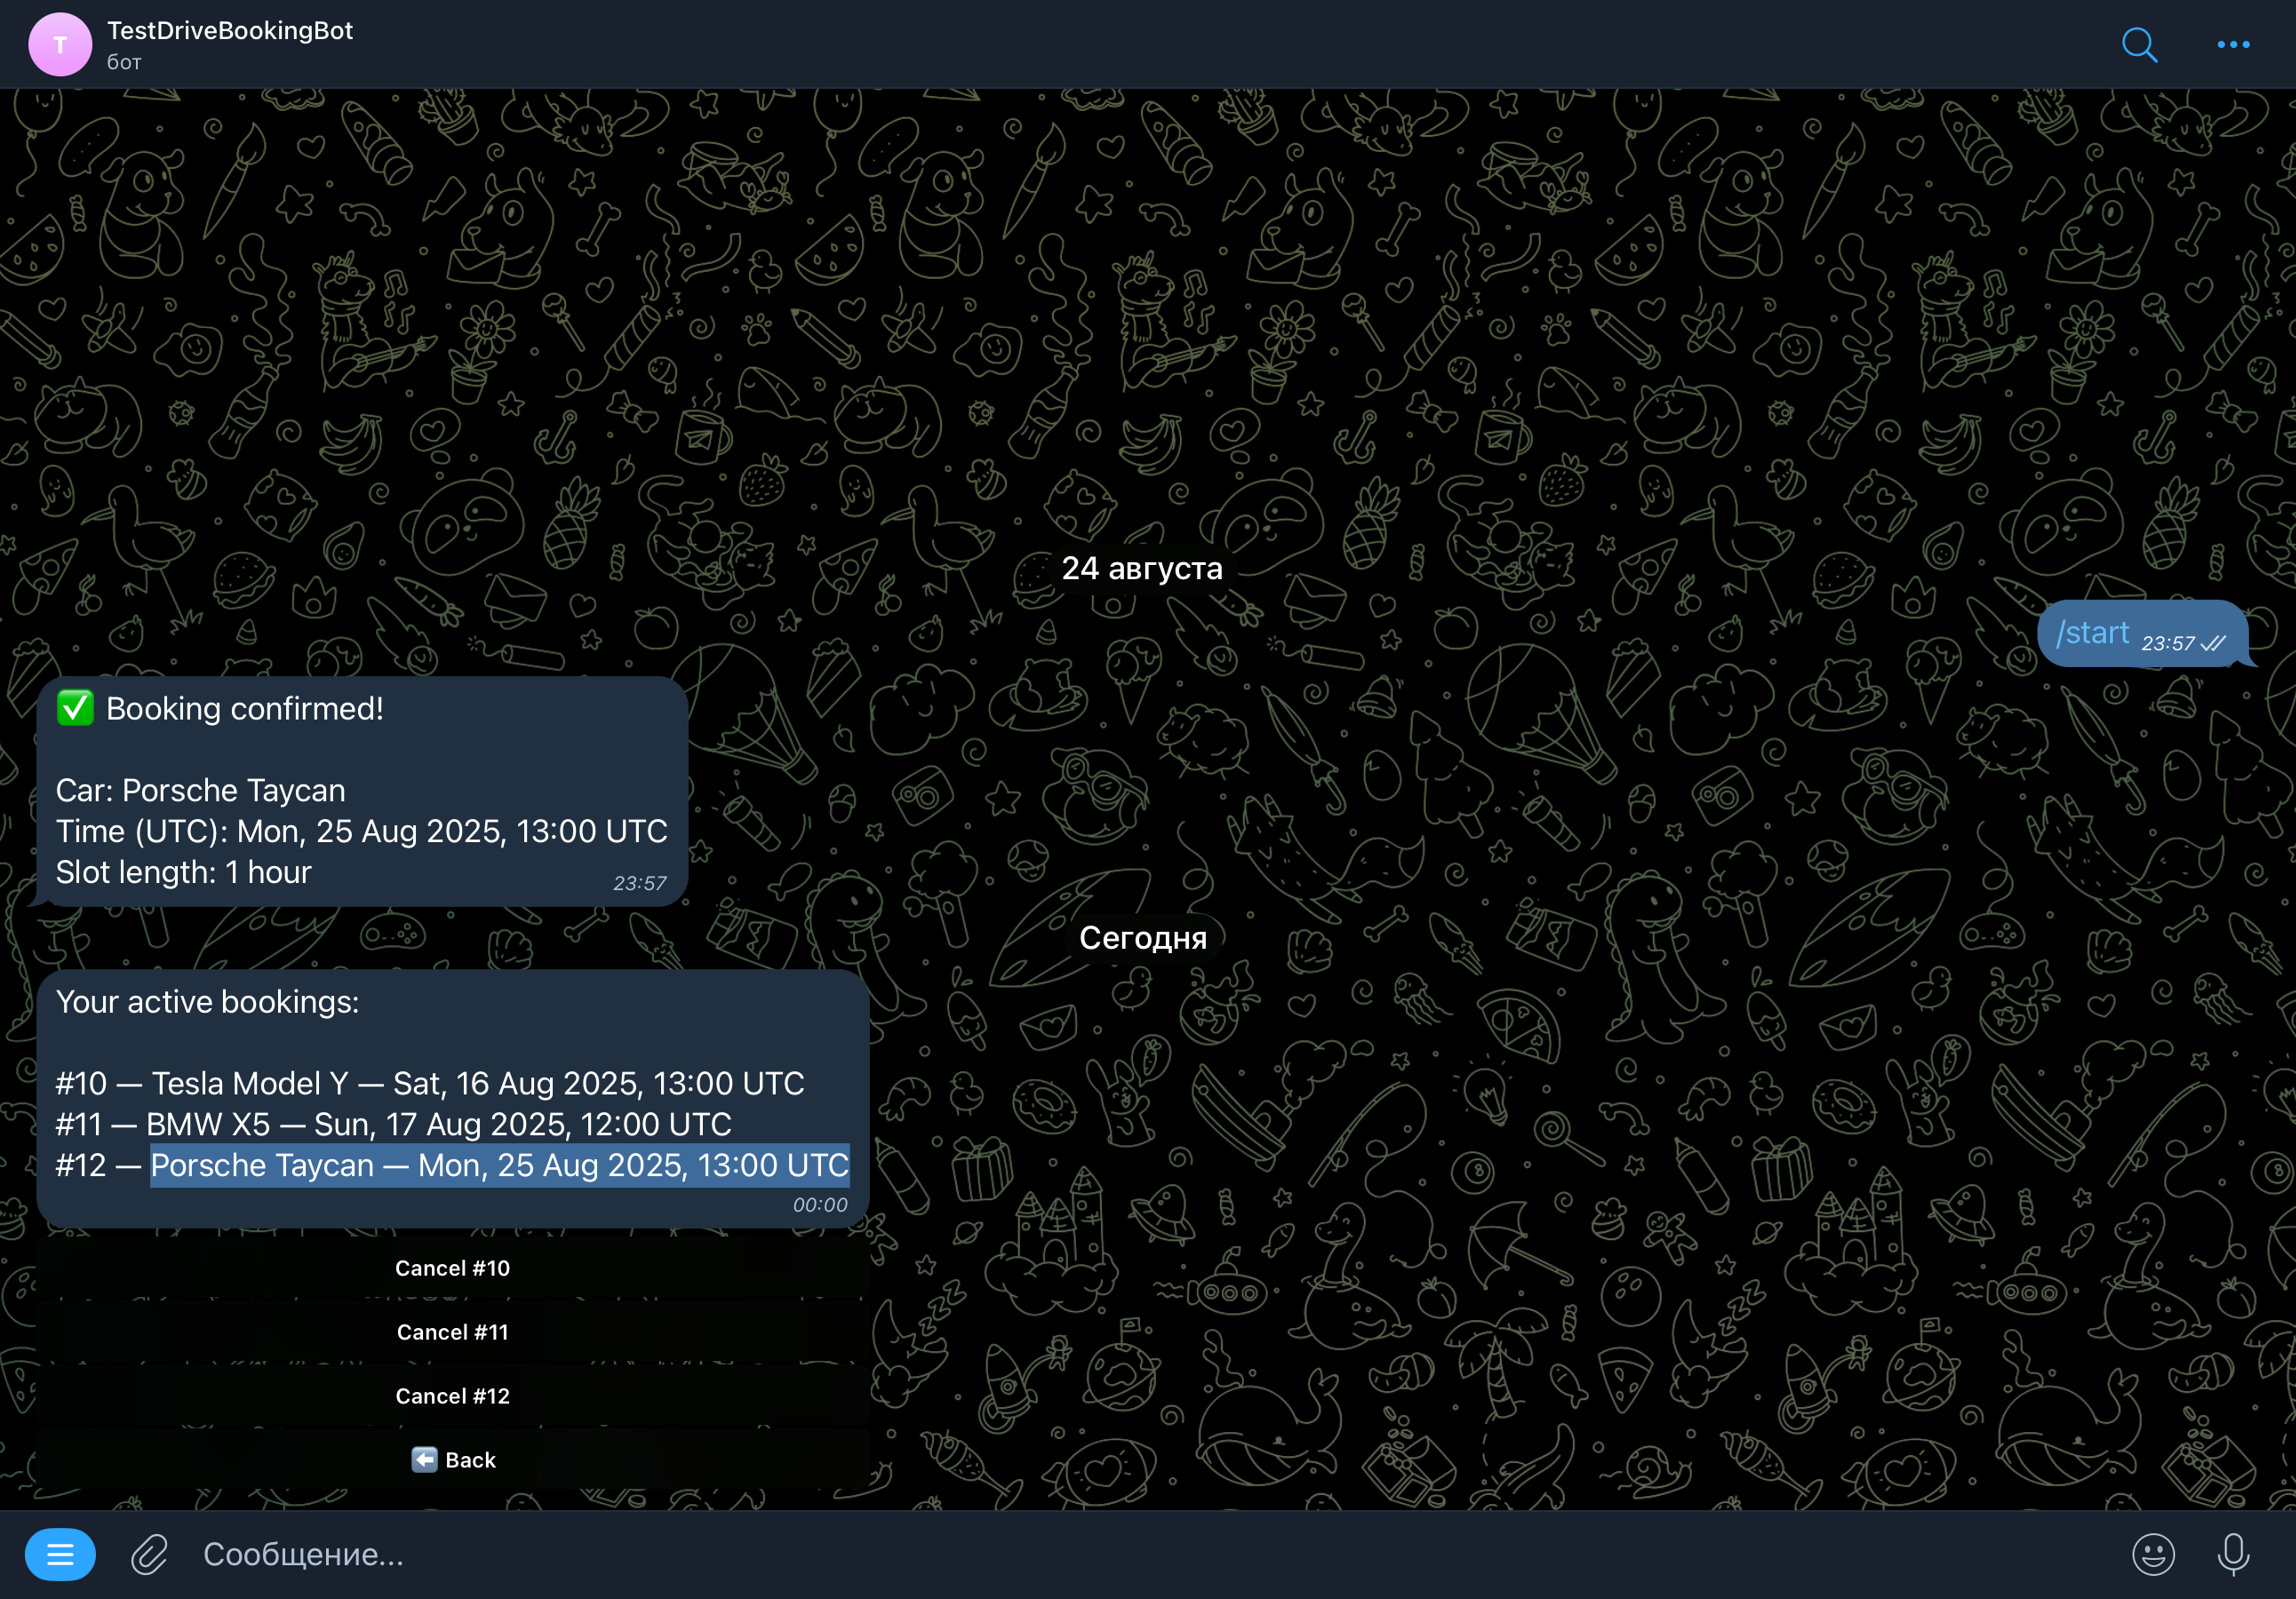 T
TestDriveBookingBot
бот
24 августа
/start 23:57
✅ Booking confirmed!
Car: Porsche Taycan
Time (UTC): Mon, 25 Aug 2025, 13:00 UTC
Slot length: 1 hour
23:57
Сегодня
Your active bookings:
#10 — Tesla Model Y — Sat, 16 Aug 2025, 13:00 UTC
#11 — BMW X5 — Sun, 17 Aug 2025, 12:00 UTC
#12 — Porsche Taycan — Mon, 25 Aug 2025, 13:00 UTC
00:00
Cancel #10
Cancel #11
Cancel #12
⬅️ Back
Сообщение...